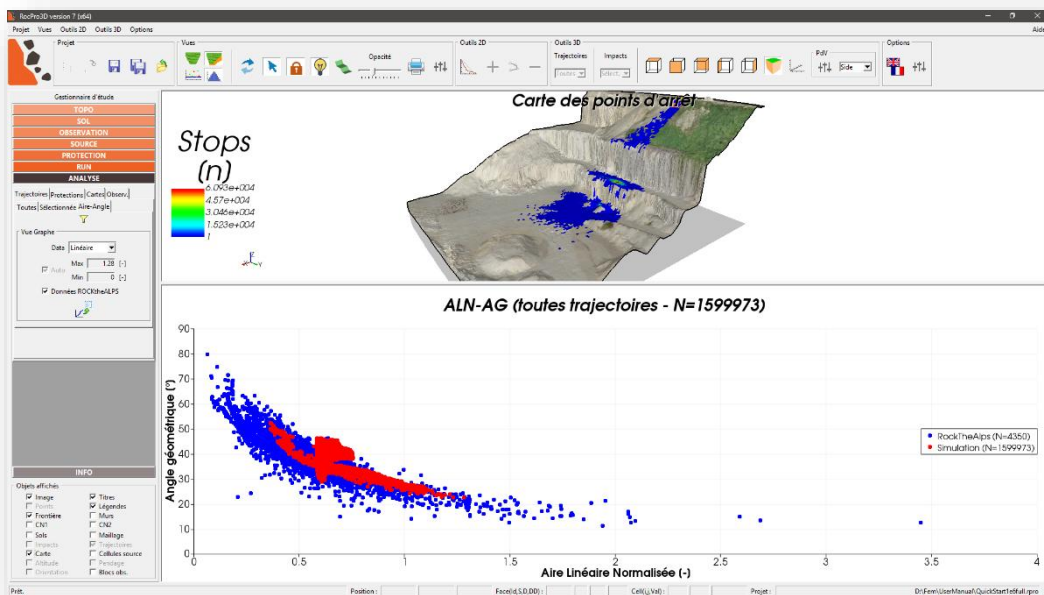 RocPro3D version 7 (x64)
Projet Vues Outils 2D Outils 3D Options Aide
Projet Vues Outils 2D Outils 3D Options
Opacité
Trajectoires Impacts PdV
Toutes Sélect. Side
Gestionnaire d'étude
TOPO
SOL
OBSERVATION
SOURCE
PROTECTION
RUN
ANALYSE
Trajectoires Protections Cartes Observ.
Toutes Sélectionnée Aire-Angle
Vue Graphe
Data Linéaire
Max 1.28 [-]
Auto
Min 0 [-]
Données ROCKtheALPS
INFO
Objets affichés
Image Titres
Points Légendes
Frontière Murs
CN1 CN2
Sols Maillage
Impacts Trajectoires
Carte Cellules source
Altitude Pendage
Orientation Blocs obs.
Carte des points d'arrêt
Stops
(n)
6.093e+004
4.57e+004
3.046e+004
1.523e+004
1
Z
Y
ALN-AG (toutes trajectoires - N=1599973)
Angle géométrique (°)
90
80
70
60
50
40
30
20
10
0
0 0.5 1 1.5 2 2.5 3 3.5 4
Aire Linéaire Normalisée (-)
RockTheAlps (N=4350)
Simulation (N=1599973)
Prêt. Position : Face(Id,S,D,DD) : Cell(i,j,Val) : Projet : D:\Fern\UserManual\QuickStart1e6full.rpro